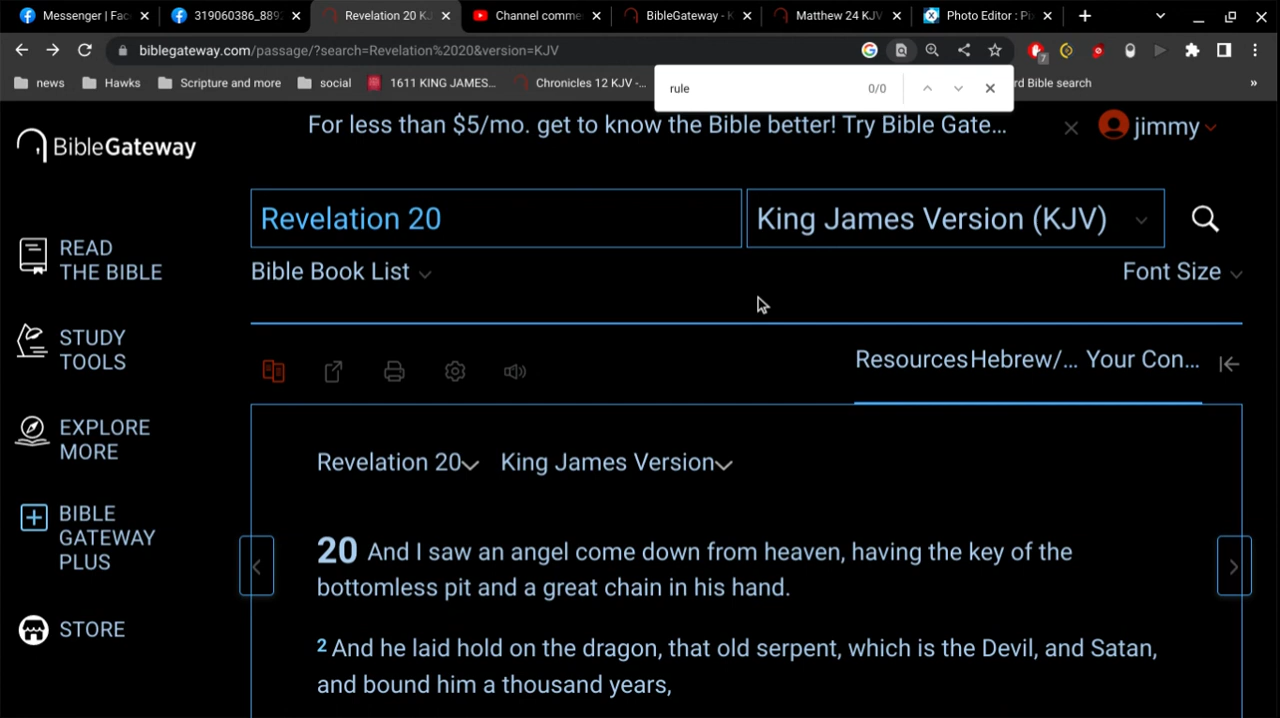 Messenger | Fac
319060386_889
Revelation 20 KJ
Channel comme
BibleGateway - K
Matthew 24 KJV
Photo Editor : Pi
biblegateway.com/passage/?search=Revelation%2020&version=KJV
7
news
Hawks
Scripture and more
social
1611 KING JAMES...
Chronicles 12 KJV -...
rd Bible search
»
rule
0/0
BibleGateway
For less than $5/mo. get to know the Bible better! Try Bible Gate...
jimmy
Revelation 20
King James Version (KJV)
Bible Book List
Font Size
READ
THE BIBLE
STUDY
TOOLS
EXPLORE
MORE
BIBLE
GATEWAY
PLUS
STORE
Resources
Hebrew/...
Your Con...
Revelation 20
King James Version
20 And I saw an angel come down from heaven, having the key of the
bottomless pit and a great chain in his hand.
2 And he laid hold on the dragon, that old serpent, which is the Devil, and Satan,
and bound him a thousand years,